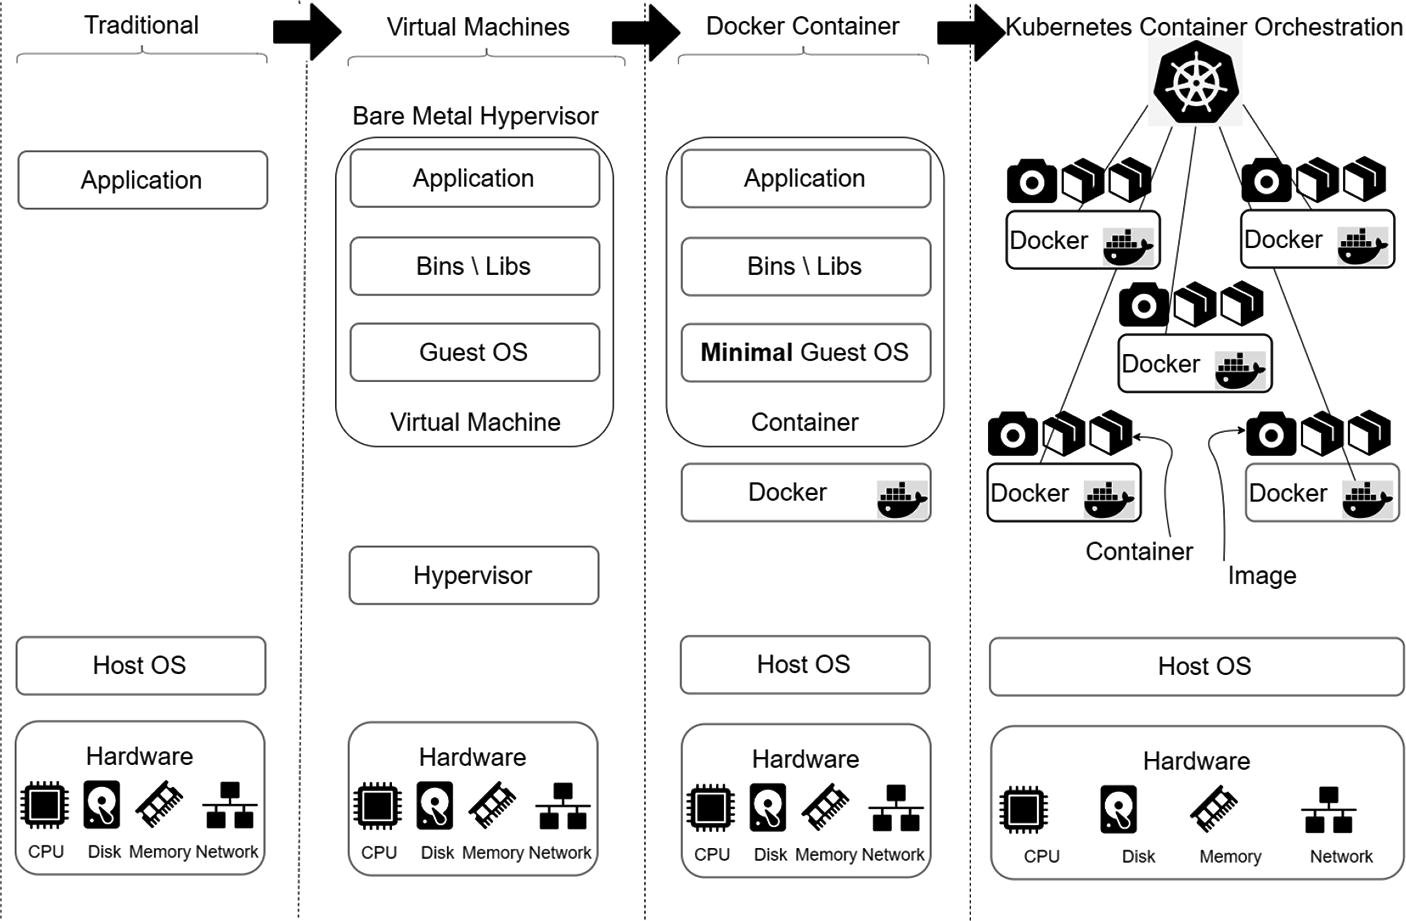 Traditional
Virtual Machines
Docker Container
Kubernetes Container Orchestration
Application
Host OS
Hardware
CPU
Disk
Memory
Network
Bare Metal Hypervisor
Application
Bins \ Libs
Guest OS
Virtual Machine
Hypervisor
Hardware
CPU
Disk
Memory
Network
Application
Bins \ Libs
Minimal Guest OS
Container
Docker
Host OS
Hardware
CPU
Disk
Memory
Network
Docker
Docker
Docker
Docker
Docker
Container
Image
Host OS
Hardware
CPU
Disk
Memory
Network